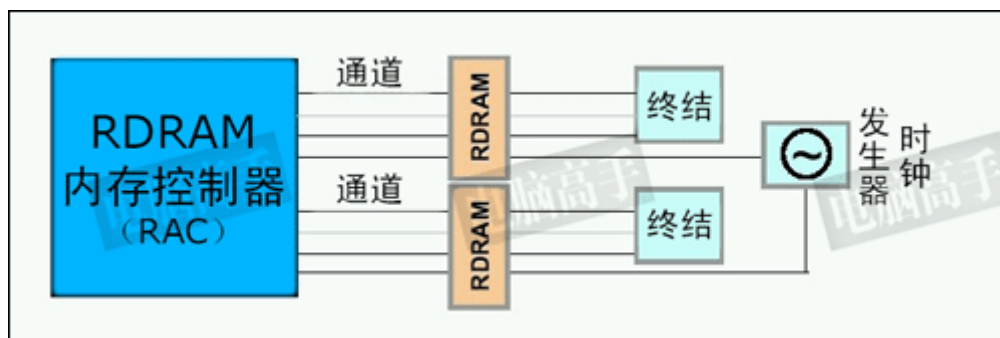 RDRAM
内存控制器
（RAC）
通道
RDRAM
终结
通道
RDRAM
终结
时钟
发生器
电脑高手
电脑高手
电脑高手